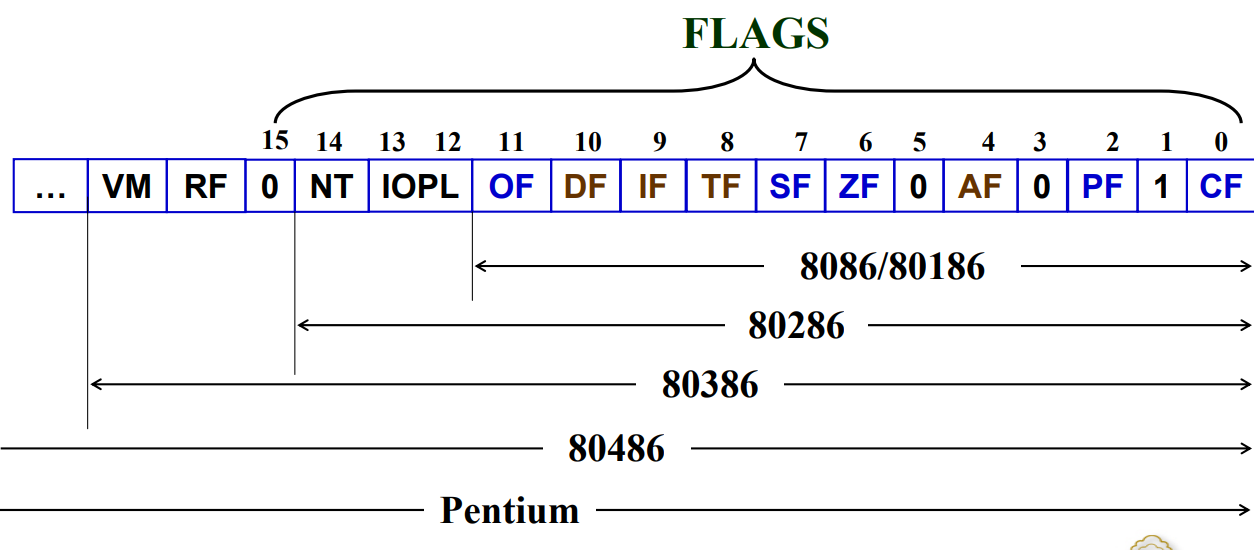 FLAGS
15 14 13 12 11 10 9 8 7 6 5 4 3 2 1 0
... VM RF 0 NT IOPL OF DF IF TF SF ZF 0 AF 0 PF 1 CF
8086/80186
80286
80386
80486
Pentium